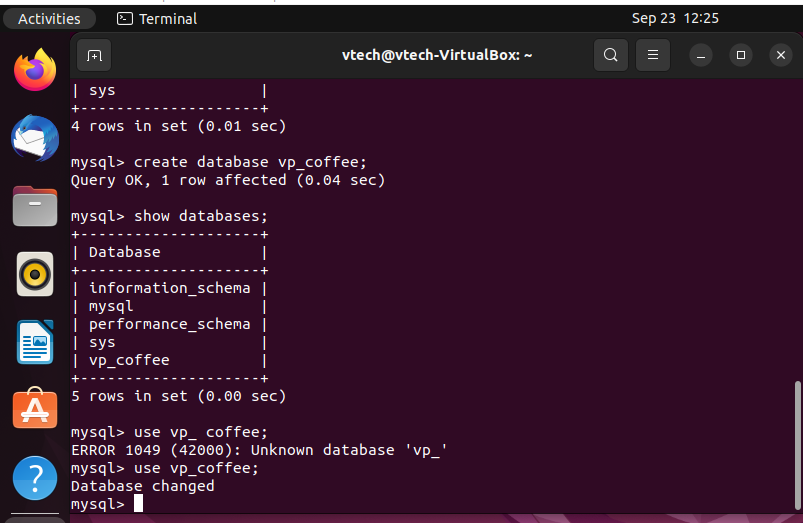 Activities
Terminal
Sep 23 12:25
vtech@vtech-VirtualBox: ~
| sys                |
+--------------------+
4 rows in set (0.01 sec)
mysql> create database vp_coffee;
Query OK, 1 row affected (0.04 sec)
mysql> show databases;
+--------------------+
| Database           |
+--------------------+
| information_schema |
| mysql              |
| performance_schema |
| sys                |
| vp_coffee          |
+--------------------+
5 rows in set (0.00 sec)
mysql> use vp_ coffee;
ERROR 1049 (42000): Unknown database 'vp_'
mysql> use vp_coffee;
Database changed
mysql>